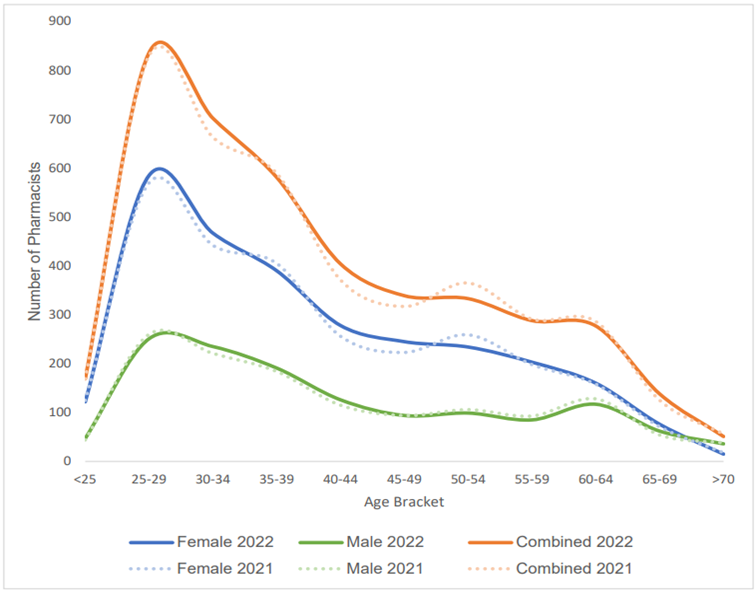 900
800
700
600
500
400
300
200
100
0
Number of Pharmacists
<25 25-29 30-34 35-39 40-44 45-49 50-54 55-59 60-64 65-69 >70
Age Bracket
Female 2022 Male 2022 Combined 2022
Female 2021 Male 2021 Combined 2021